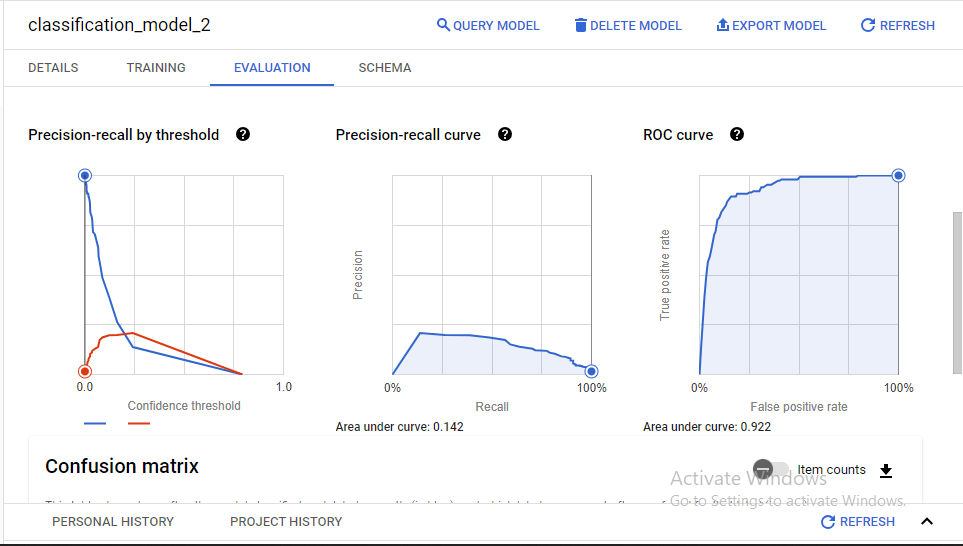 classification_model_2
QUERY MODEL
DELETE MODEL
EXPORT MODEL
REFRESH
DETAILS
TRAINING
EVALUATION
SCHEMA
Precision-recall by threshold
0.0
1.0
Confidence threshold
Precision-recall curve
Precision
0%
100%
Recall
Area under curve: 0.142
ROC curve
True positive rate
0%
100%
False positive rate
Area under curve: 0.922
Confusion matrix
Item counts
Activate Windows
Go to Settings to activate Windows.
PERSONAL HISTORY
PROJECT HISTORY
REFRESH